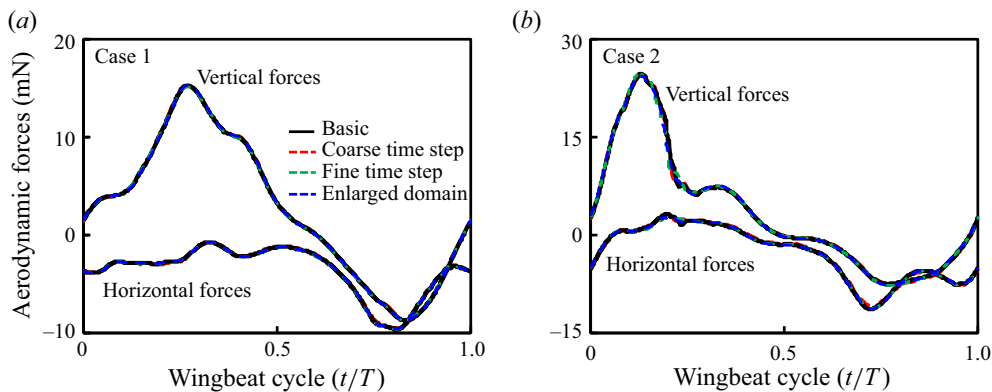 (a)
(b)
Aerodynamic forces (mN)
20
10
0
−10
Case 1
Vertical forces
Basic
Coarse time step
Fine time step
Enlarged domain
Horizontal forces
0
0.5
1.0
Wingbeat cycle (t/T)
30
15
0
−15
Case 2
Vertical forces
Horizontal forces
0
0.5
1.0
Wingbeat cycle (t/T)